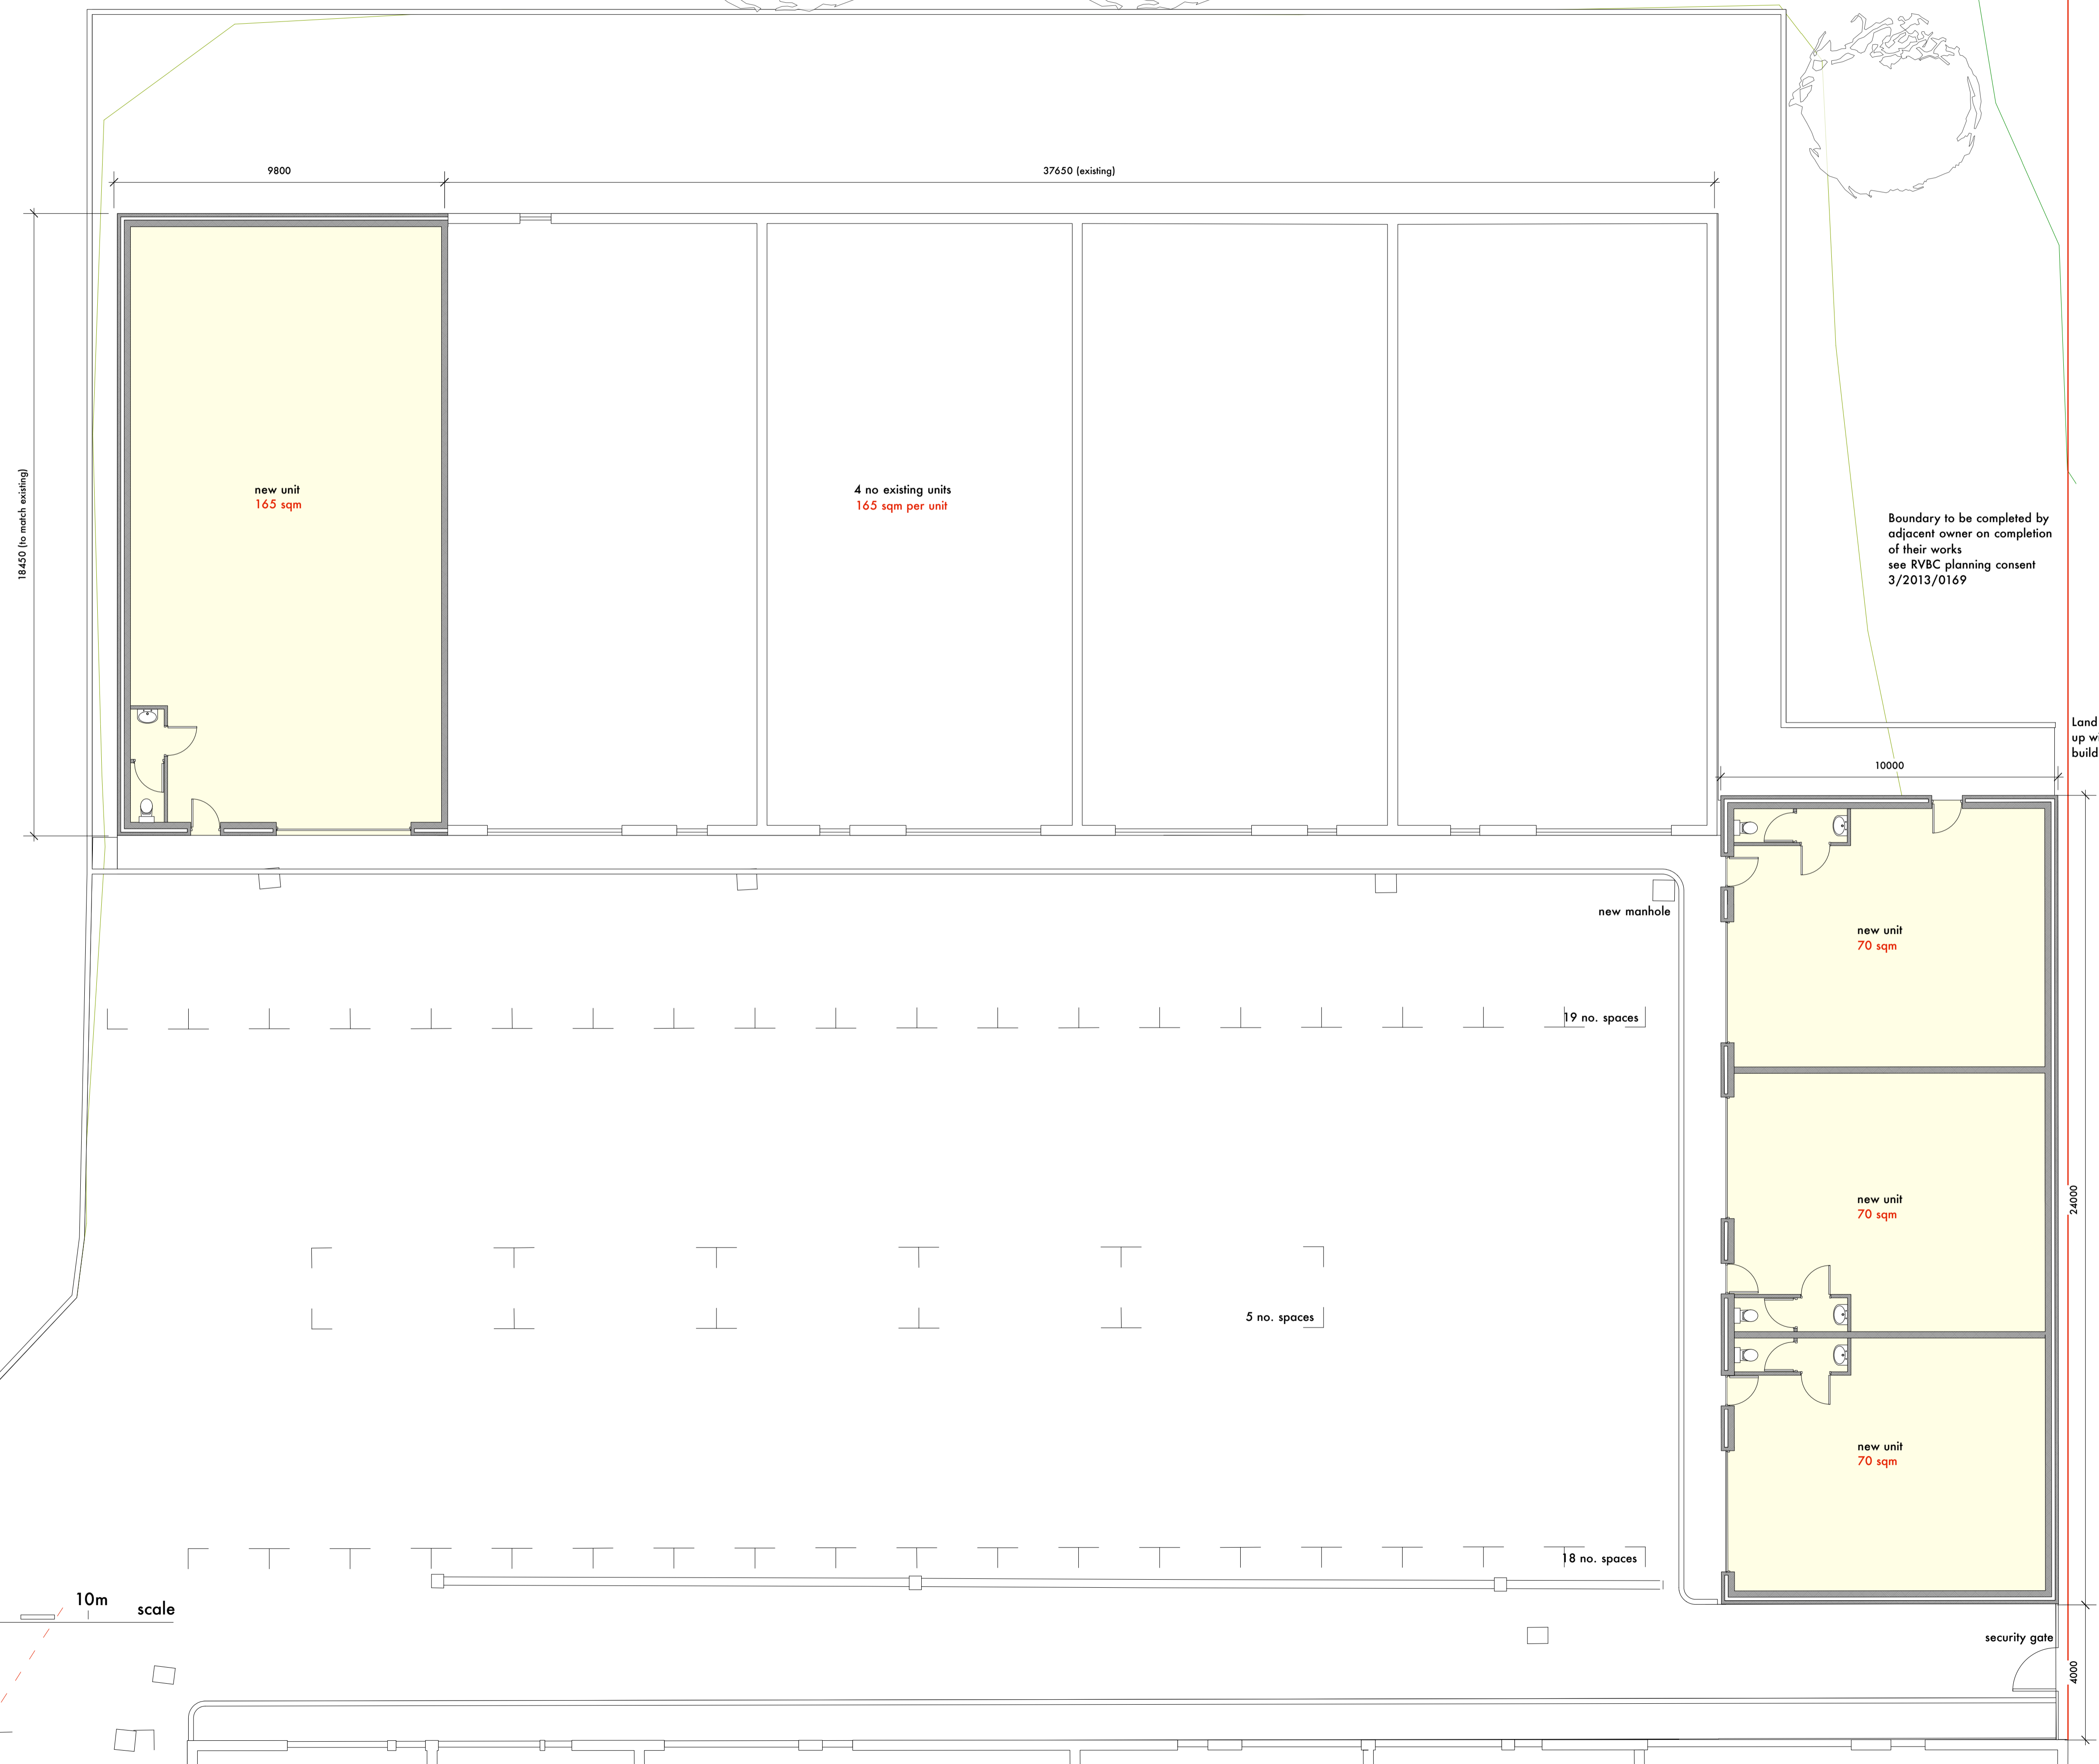 9800
37650 (existing)
18450 (to match existing)
new unit
165 sqm
4 no existing units
165 sqm per unit
Boundary to be completed by
adjacent owner on completion
of their works
see RVBC planning consent
3/2013/0169
Land
up
build
10000
new manhole
new unit
70 sqm
19 no. spaces
new unit
70 sqm
24000
5 no. spaces
new unit
70 sqm
18 no. spaces
10m
scale
security gate
4000